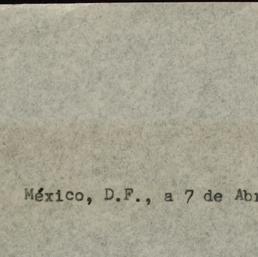 México, D.F., a 7 de Abr